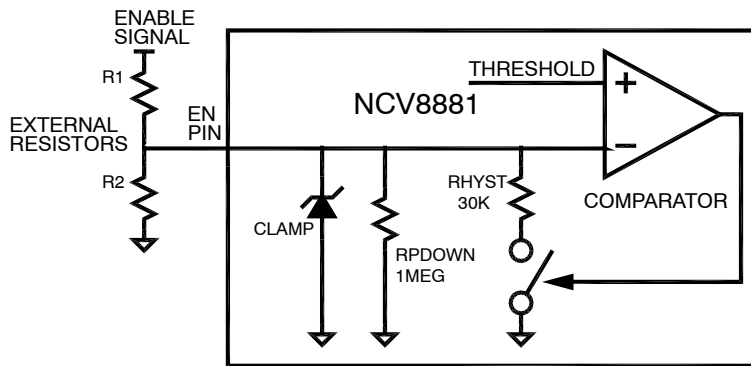 ENABLE
SIGNAL
R1
EXTERNAL
RESISTORS
R2
EN
PIN
NCV8881
THRESHOLD
+
−
COMPARATOR
CLAMP
RPDOWN
1MEG
RHYST
30K